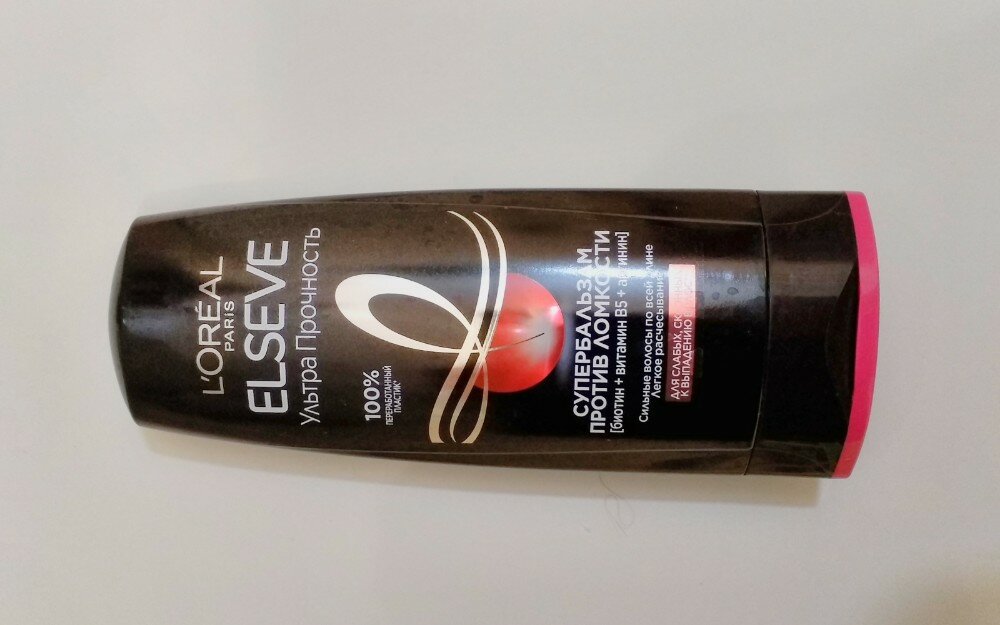 L'ORÉAL
PARIS
ELSEVE
Ультра Прочность
100%
ПЕРЕРАБОТАННЫЙ
ПЛАСТИК*
СУПЕРБАЛЬЗАМ
ПРОТИВ ЛОМКОСТИ
[биотин + витамин B5 + аргинин]
Сильные волосы по всей длине
Легкое расчесывание
ДЛЯ СЛАБЫХ,
К ВЫПАДЕНИЮ